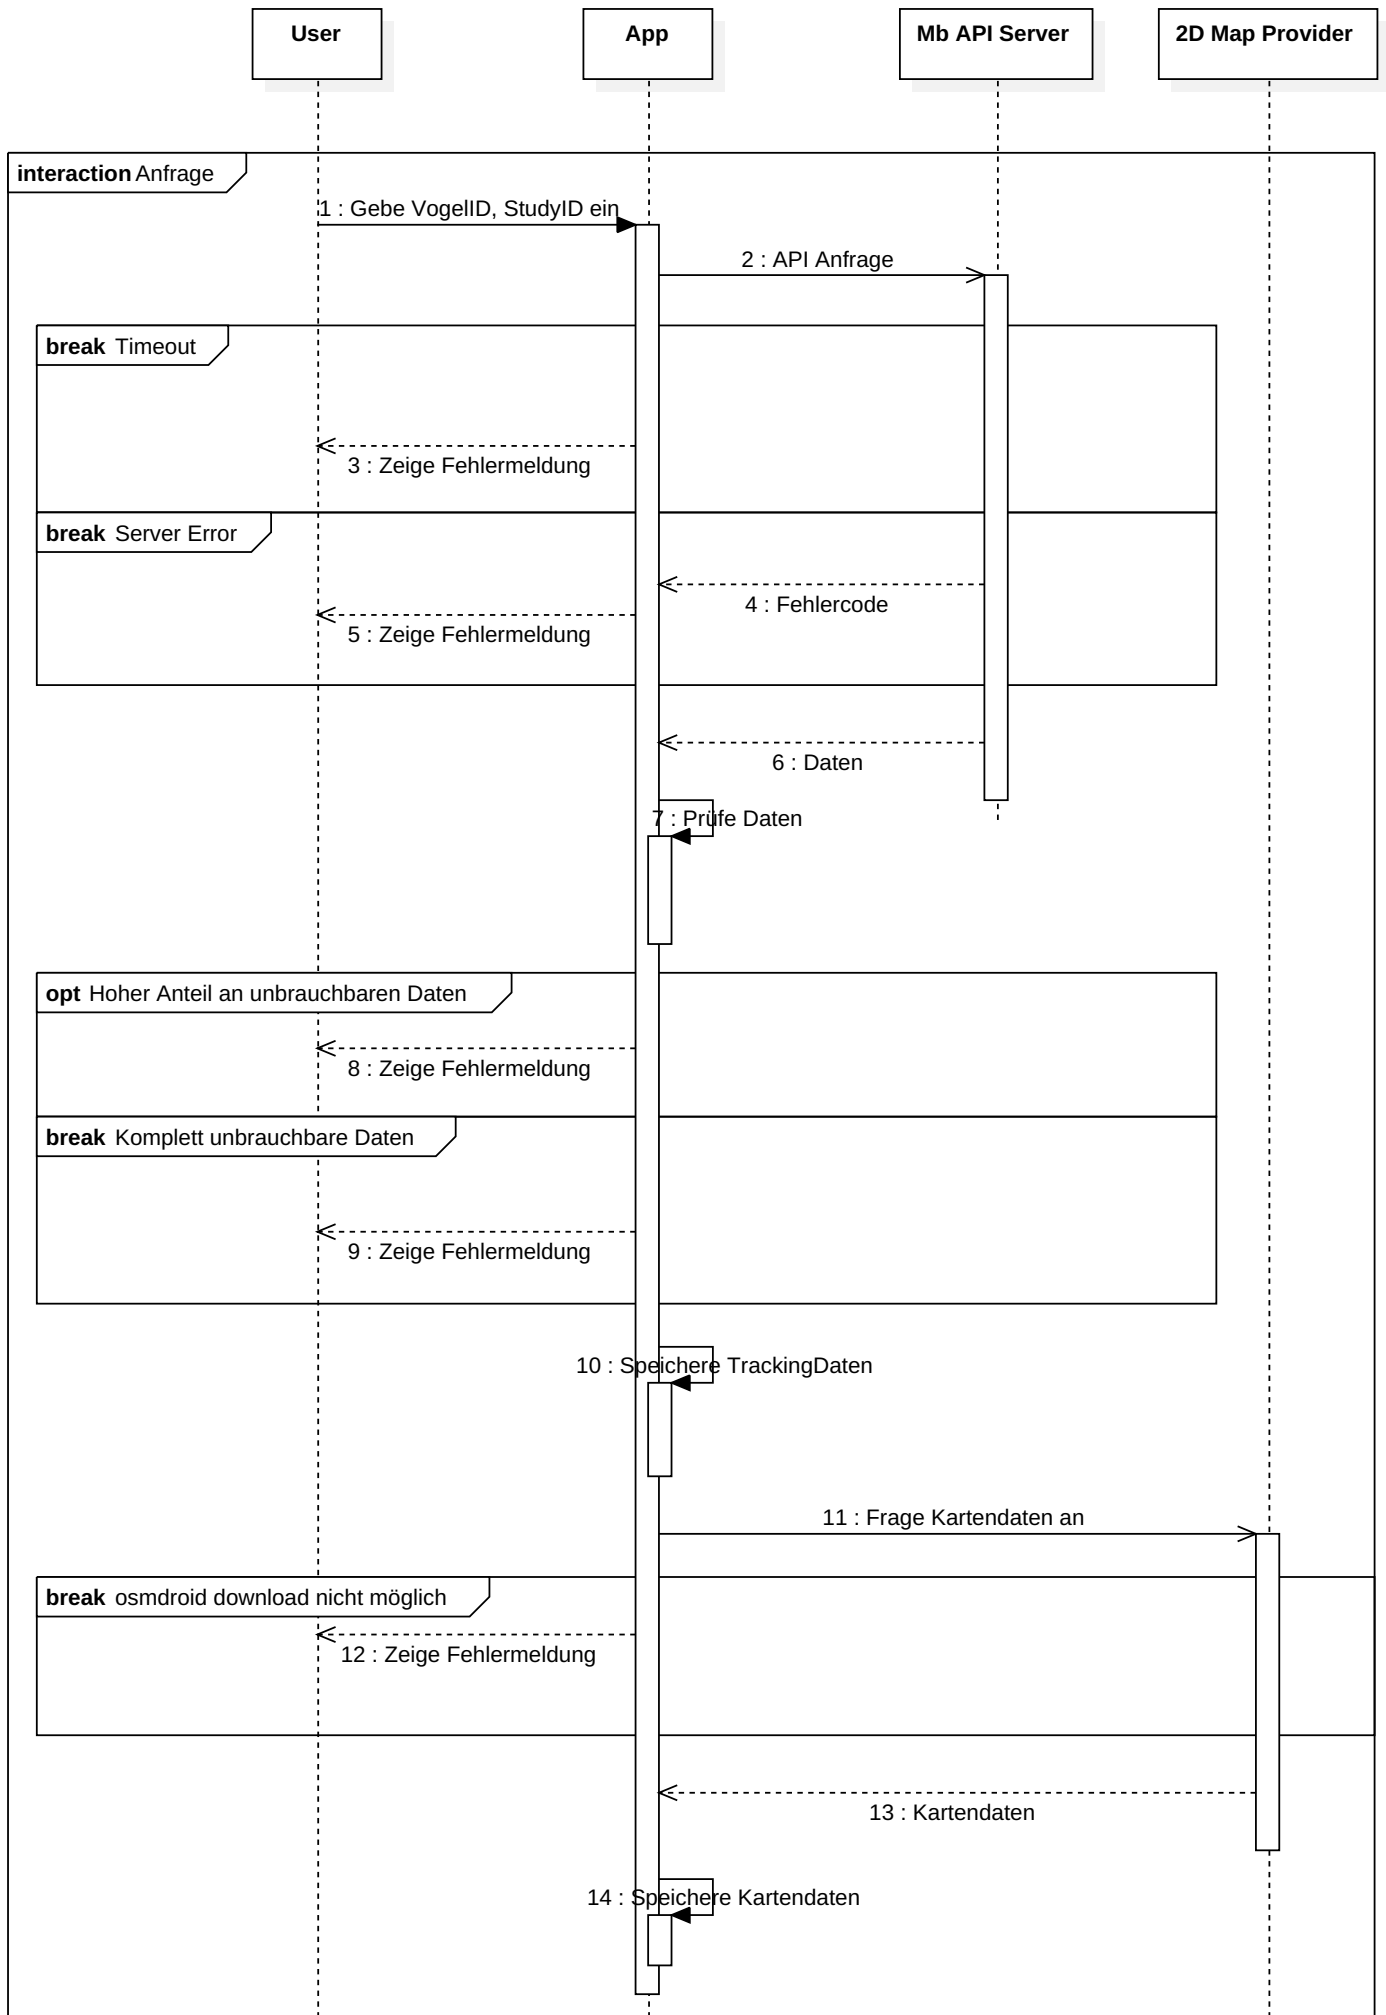 User
App
Mb API Server
2D Map Provider
interaction Anfrage
1 : Gebe VogelID, StudyID ein
2 : API Anfrage
break Timeout
3 : Zeige Fehlermeldung
break Server Error
4 : Fehlercode
5 : Zeige Fehlermeldung
6 : Daten
7 : Prüfe Daten
opt Hoher Anteil an unbrauchbaren Daten
8 : Zeige Fehlermeldung
break Komplett unbrauchbare Daten
9 : Zeige Fehlermeldung
10 : Speichere TrackingDaten
11 : Frage Kartendaten an
break osmdroid download nicht möglich
12 : Zeige Fehlermeldung
13 : Kartendaten
14 : Speichere Kartendaten